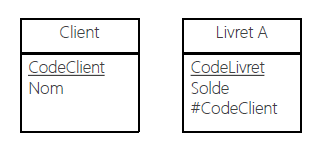 Client
CodeClient
Nom
Livret A
CodeLivret
Solde
#CodeClient